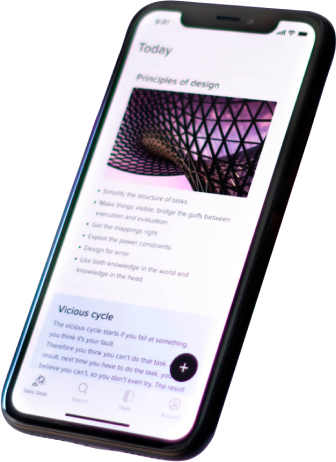 9:41
Today
Principles of design
• Simplify the structure of tasks.
• Make things visible: bridge the gulfs between
execution and evaluation.
• Get the mappings right.
• Exploit the power constraints.
• Design for error.
• Use both knowledge in the world and
knowledge in the head.
Vicious cycle
The vicious cycle starts if you fail at something,
you think it's your fault.
Therefore you think you can't do that task
result, next time you have to do the task, you
believe you can't, so you don't even try. The result
+
Daily Desk
Search
Account